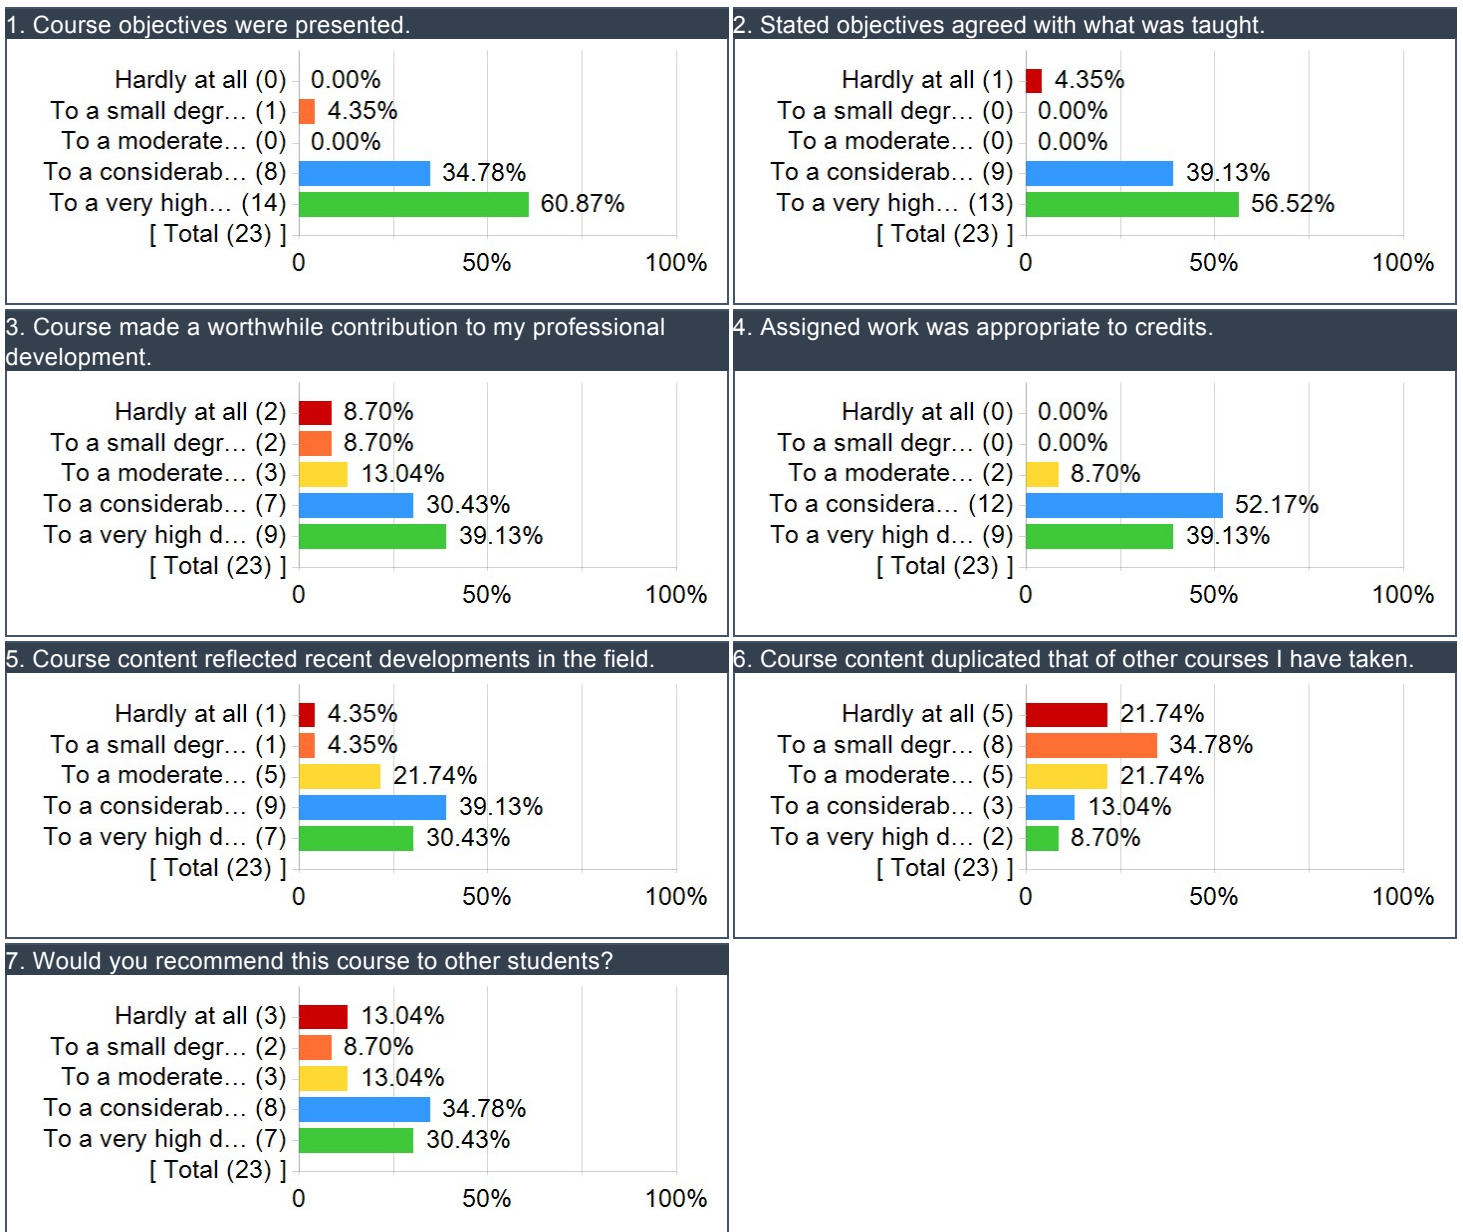 1. Course objectives were presented.
Hardly at all (0) 0.00%
To a small degr... (1) 4.35%
To a moderate... (0) 0.00%
To a considerab... (8) 34.78%
To a very high... (14) 60.87%
[ Total (23) ]
0 50% 100%
2. Stated objectives agreed with what was taught.
Hardly at all (1) 4.35%
To a small degr... (0) 0.00%
To a moderate... (0) 0.00%
To a considerab... (9) 39.13%
To a very high... (13) 56.52%
[ Total (23) ]
0 50% 100%
3. Course made a worthwhile contribution to my professional
development.
Hardly at all (2) 8.70%
To a small degr... (2) 8.70%
To a moderate... (3) 13.04%
To a considerab... (7) 30.43%
To a very high d... (9) 39.13%
[ Total (23) ]
0 50% 100%
4. Assigned work was appropriate to credits.
Hardly at all (0) 0.00%
To a small degr... (0) 0.00%
To a moderate... (2) 8.70%
To a considera... (12) 52.17%
To a very high d... (9) 39.13%
[ Total (23) ]
0 50% 100%
5. Course content reflected recent developments in the field.
Hardly at all (1) 4.35%
To a small degr... (1) 4.35%
To a moderate... (5) 21.74%
To a considerab... (9) 39.13%
To a very high d... (7) 30.43%
[ Total (23) ]
0 50% 100%
6. Course content duplicated that of other courses I have taken.
Hardly at all (5) 21.74%
To a small degr... (8) 34.78%
To a moderate... (5) 21.74%
To a considerab... (3) 13.04%
To a very high d... (2) 8.70%
[ Total (23) ]
0 50% 100%
7. Would you recommend this course to other students?
Hardly at all (3) 13.04%
To a small degr... (2) 8.70%
To a moderate... (3) 13.04%
To a considerab... (8) 34.78%
To a very high d... (7) 30.43%
[ Total (23) ]
0 50% 100%